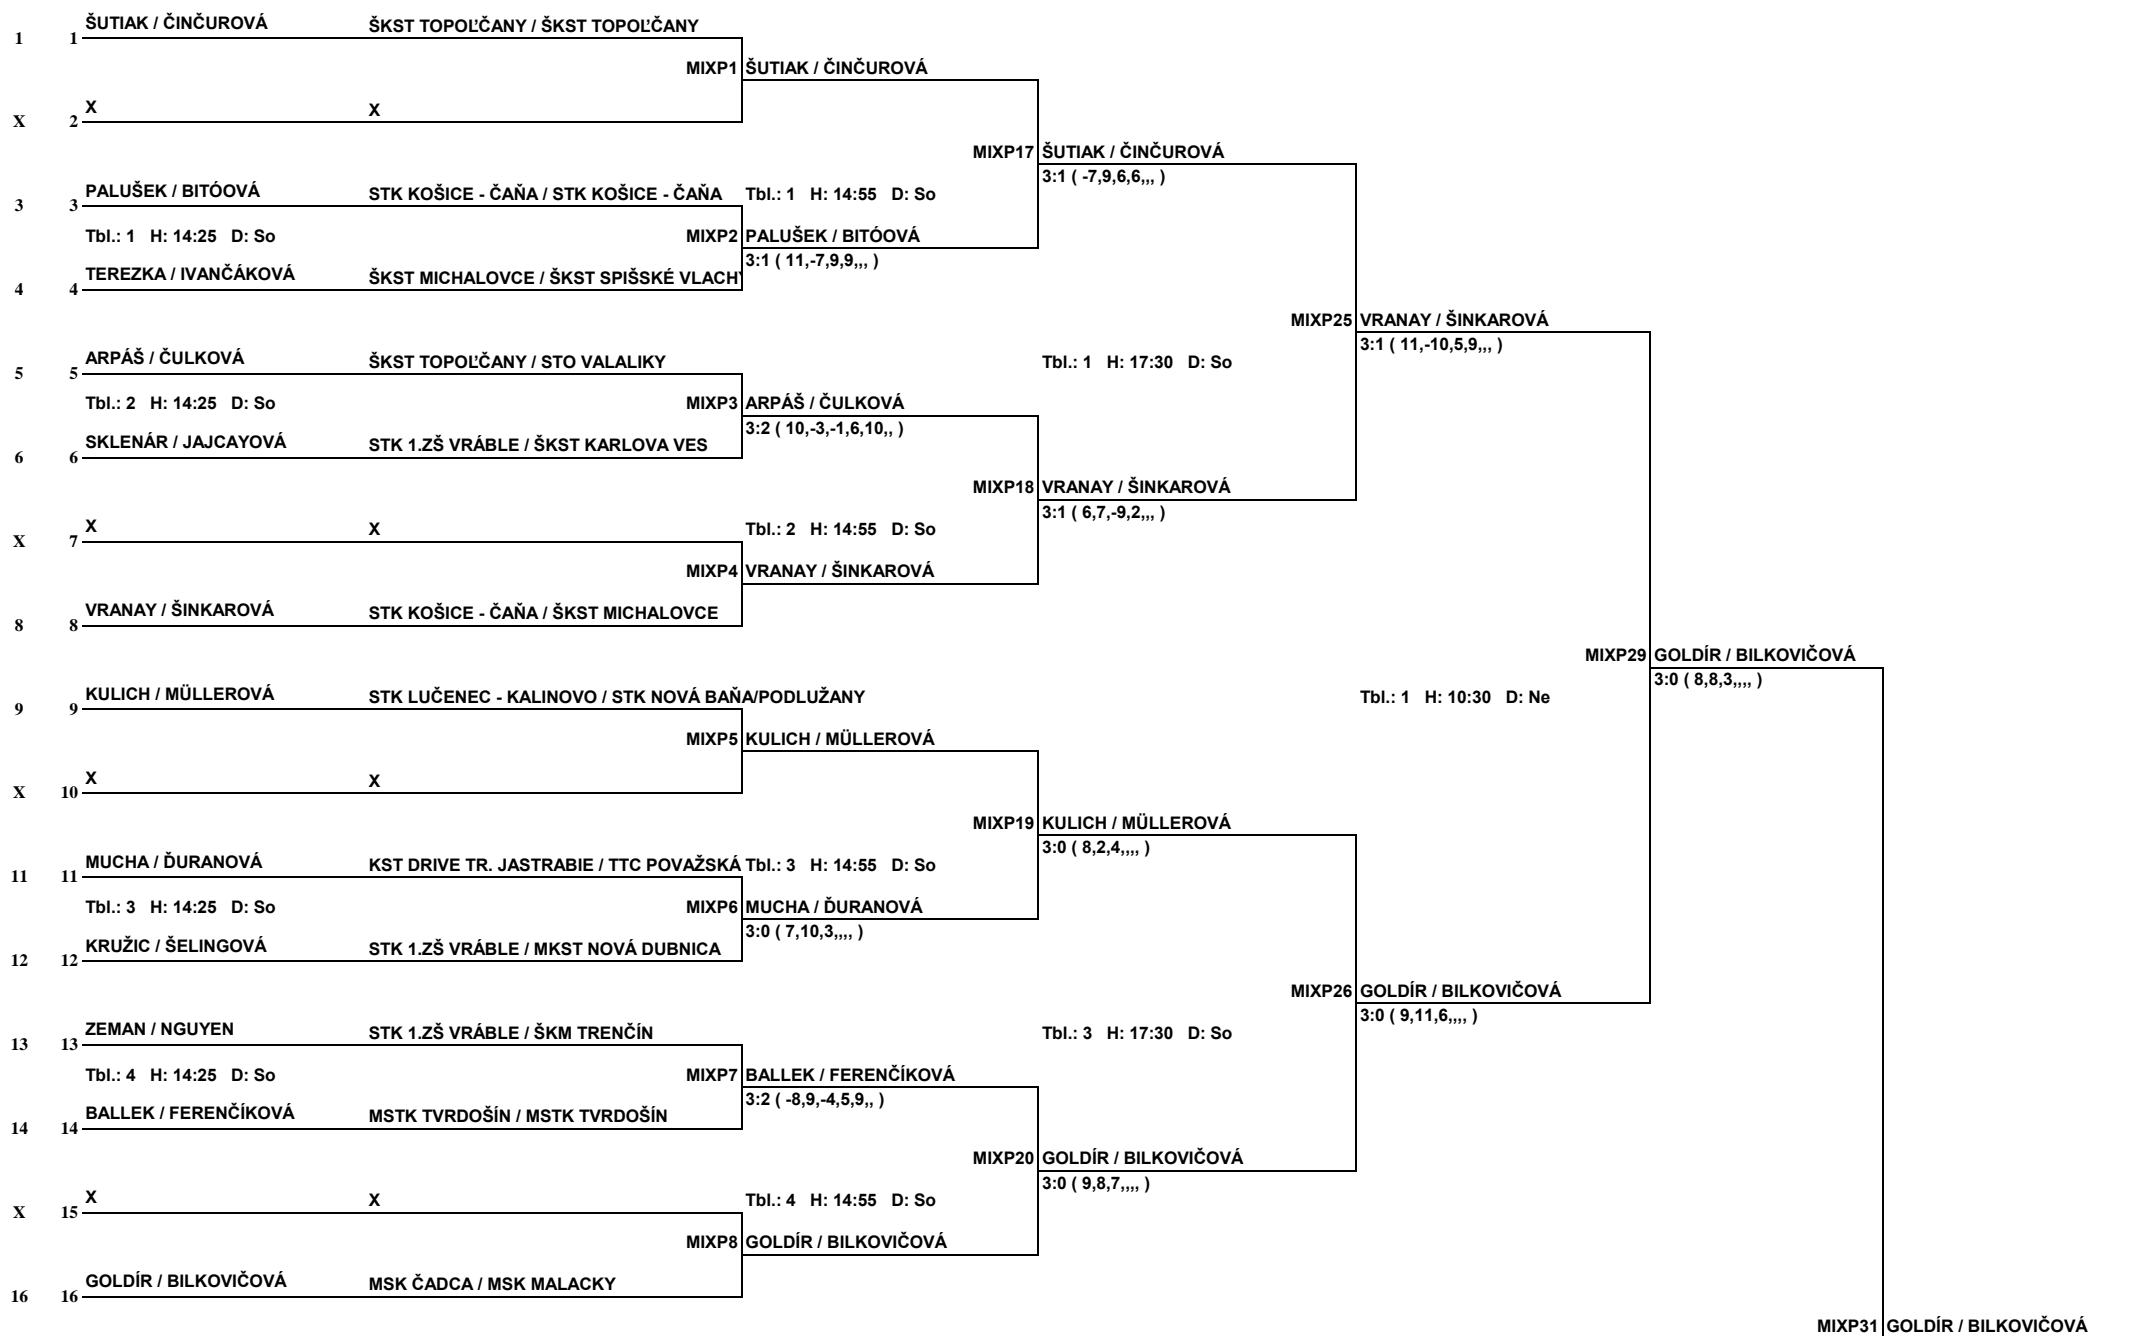 1 1 ŠUTIAK / ČINČUROVÁ ŠKST TOPOĽČANY / ŠKST TOPOĽČANY
MIXP1 ŠUTIAK / ČINČUROVÁ
X 2 X X
MIXP17 ŠUTIAK / ČINČUROVÁ
3:1 ( -7,9,6,6,,, )
3 3 PALUŠEK / BITÓOVÁ STK KOŠICE - ČAŇA / STK KOŠICE - ČAŇA Tbl.: 1 H: 14:55 D: So
Tbl.: 1 H: 14:25 D: So MIXP2 PALUŠEK / BITÓOVÁ
3:1 ( 11,-7,9,9,,, )
4 4 TEREZKA / IVANČÁKOVÁ ŠKST MICHALOVCE / ŠKST SPIŠSKÉ VLACHY
MIXP25 VRANAY / ŠINKAROVÁ
3:1 ( 11,-10,5,9,,, )
5 5 ARPÁŠ / ČULKOVÁ ŠKST TOPOĽČANY / STO VALALIKY Tbl.: 1 H: 17:30 D: So
Tbl.: 2 H: 14:25 D: So MIXP3 ARPÁŠ / ČULKOVÁ
3:2 ( 10,-3,-1,6,10,, )
6 6 SKLENÁR / JAJCAYOVÁ STK 1.ZŠ VRÁBLE / ŠKST KARLOVA VES
MIXP18 VRANAY / ŠINKAROVÁ
3:1 ( 6,7,-9,2,,, )
X 7 X X Tbl.: 2 H: 14:55 D: So
MIXP4 VRANAY / ŠINKAROVÁ
8 8 VRANAY / ŠINKAROVÁ STK KOŠICE - ČAŇA / ŠKST MICHALOVCE
MIXP29 GOLDÍR / BILKOVIČOVÁ
3:0 ( 8,8,3,,,, )
9 9 KULICH / MÜLLEROVÁ STK LUČENEC - KALINOVO / STK NOVÁ BAŇA/PODLUŽANY Tbl.: 1 H: 10:30 D: Ne
MIXP5 KULICH / MÜLLEROVÁ
X 10 X X
MIXP19 KULICH / MÜLLEROVÁ
3:0 ( 8,2,4,,,, )
11 11 MUCHA / ĎURANOVÁ KST DRIVE TR. JASTRABIE / TTC POVAŽSKÁ Tbl.: 3 H: 14:55 D: So
Tbl.: 3 H: 14:25 D: So MIXP6 MUCHA / ĎURANOVÁ
3:0 ( 7,10,3,,,, )
12 12 KRUŽIC / ŠELINGOVÁ STK 1.ZŠ VRÁBLE / MKST NOVÁ DUBNICA
MIXP26 GOLDÍR / BILKOVIČOVÁ
3:0 ( 9,11,6,,,, )
13 13 ZEMAN / NGUYEN STK 1.ZŠ VRÁBLE / ŠKM TRENČÍN Tbl.: 3 H: 17:30 D: So
Tbl.: 4 H: 14:25 D: So MIXP7 BALLEK / FERENČÍKOVÁ
3:2 ( -8,9,-4,5,9,, )
14 14 BALLEK / FERENČÍKOVÁ MSTK TVRDOŠÍN / MSTK TVRDOŠÍN
MIXP20 GOLDÍR / BILKOVIČOVÁ
3:0 ( 9,8,7,,,, )
X 15 X X Tbl.: 4 H: 14:55 D: So
MIXP8 GOLDÍR / BILKOVIČOVÁ
16 16 GOLDÍR / BILKOVIČOVÁ MSK ČADCA / MSK MALACKY
MIXP31 GOLDÍR / BILKOVIČOVÁ